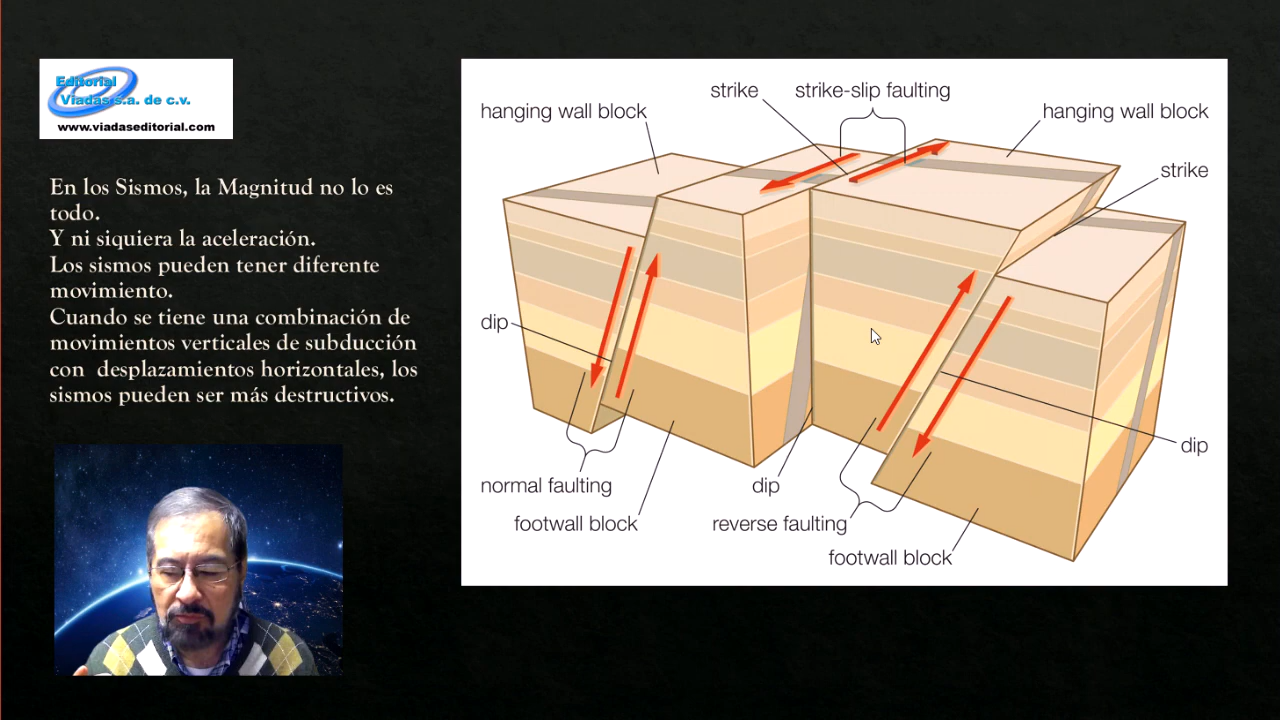 Editorial
Viadas s.a. de c.v.
www.viadaseditorial.com
En los Sismos, la Magnitud no lo es
todo.
Y ni siquiera la aceleración.
Los sismos pueden tener diferente
movimiento.
Cuando se tiene una combinación de
movimientos verticales de subducción
con desplazamientos horizontales, los
sismos pueden ser más destructivos.
strike
strike-slip faulting
hanging wall block
hanging wall block
strike
dip
dip
normal faulting
dip
footwall block
reverse faulting
footwall block